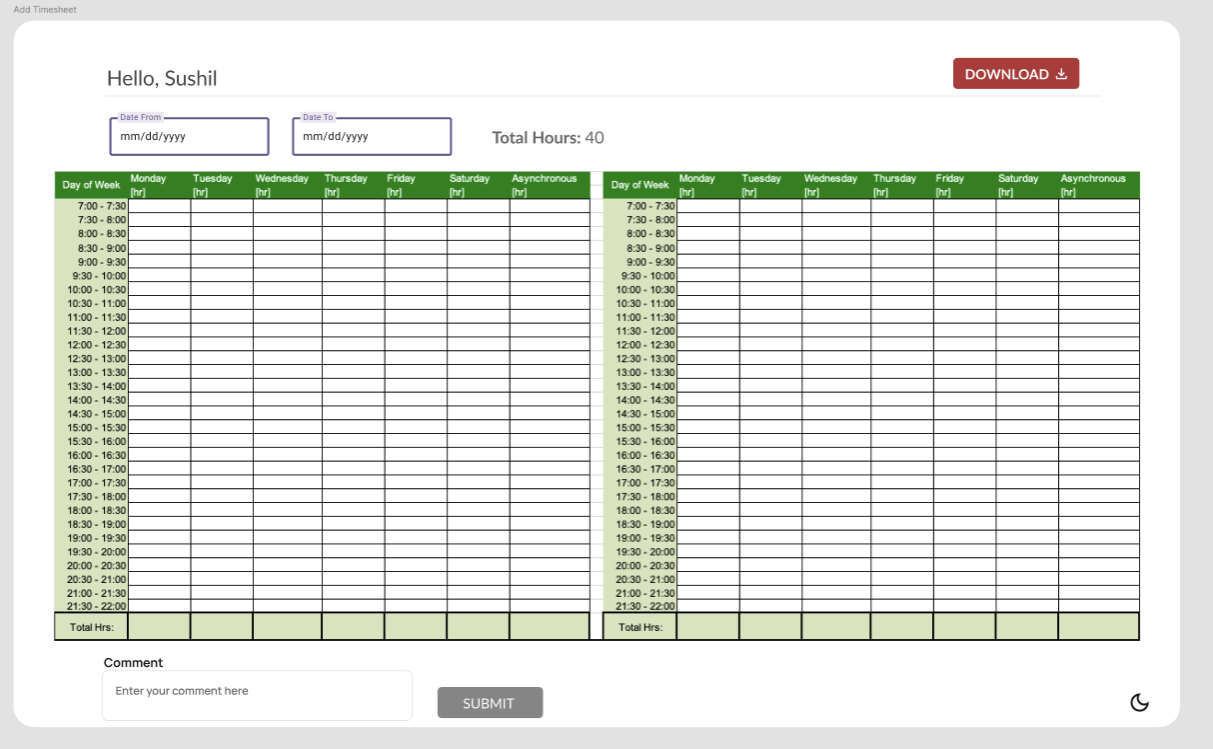 Add Timesheet
Hello, Sushil
DOWNLOAD
Date From
mm/dd/yyyy
Date To
mm/dd/yyyy
Total Hours: 40
Day of Week Monday [hr] Tuesday [hr] Wednesday [hr] Thursday [hr] Friday [hr] Saturday [hr] Asynchronous [hr] Day of Week Monday [hr] Tuesday [hr] Wednesday [hr] Thursday [hr] Friday [hr] Saturday [hr] Asynchronous [hr]
7:00 - 7:30 7:00 - 7:30
7:30 - 8:00 7:30 - 8:00
8:00 - 8:30 8:00 - 8:30
8:30 - 9:00 8:30 - 9:00
9:00 - 9:30 9:00 - 9:30
9:30 - 10:00 9:30 - 10:00
10:00 - 10:30 10:00 - 10:30
10:30 - 11:00 10:30 - 11:00
11:00 - 11:30 11:00 - 11:30
11:30 - 12:00 11:30 - 12:00
12:00 - 12:30 12:00 - 12:30
12:30 - 13:00 12:30 - 13:00
13:00 - 13:30 13:00 - 13:30
13:30 - 14:00 13:30 - 14:00
14:00 - 14:30 14:00 - 14:30
14:30 - 15:00 14:30 - 15:00
15:00 - 15:30 15:00 - 15:30
15:30 - 16:00 15:30 - 16:00
16:00 - 16:30 16:00 - 16:30
16:30 - 17:00 16:30 - 17:00
17:00 - 17:30 17:00 - 17:30
17:30 - 18:00 17:30 - 18:00
18:00 - 18:30 18:00 - 18:30
18:30 - 19:00 18:30 - 19:00
19:00 - 19:30 19:00 - 19:30
19:30 - 20:00 19:30 - 20:00
20:00 - 20:30 20:00 - 20:30
20:30 - 21:00 20:30 - 21:00
21:00 - 21:30 21:00 - 21:30
21:30 - 22:00 21:30 - 22:00
Total Hrs: Total Hrs:
Comment
Enter your comment here
SUBMIT